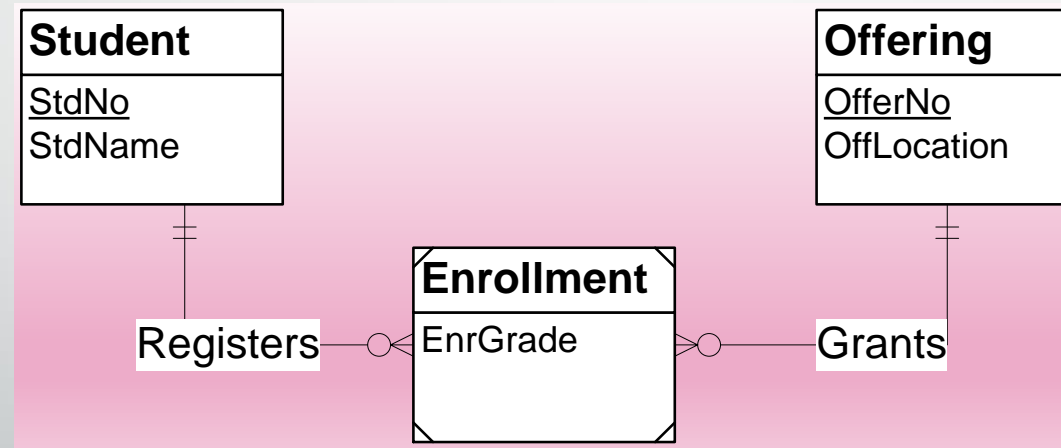 Student
StdNo
StdName
Offering
OfferNo
OffLocation
Enrollment
EnrGrade
Registers
Grants